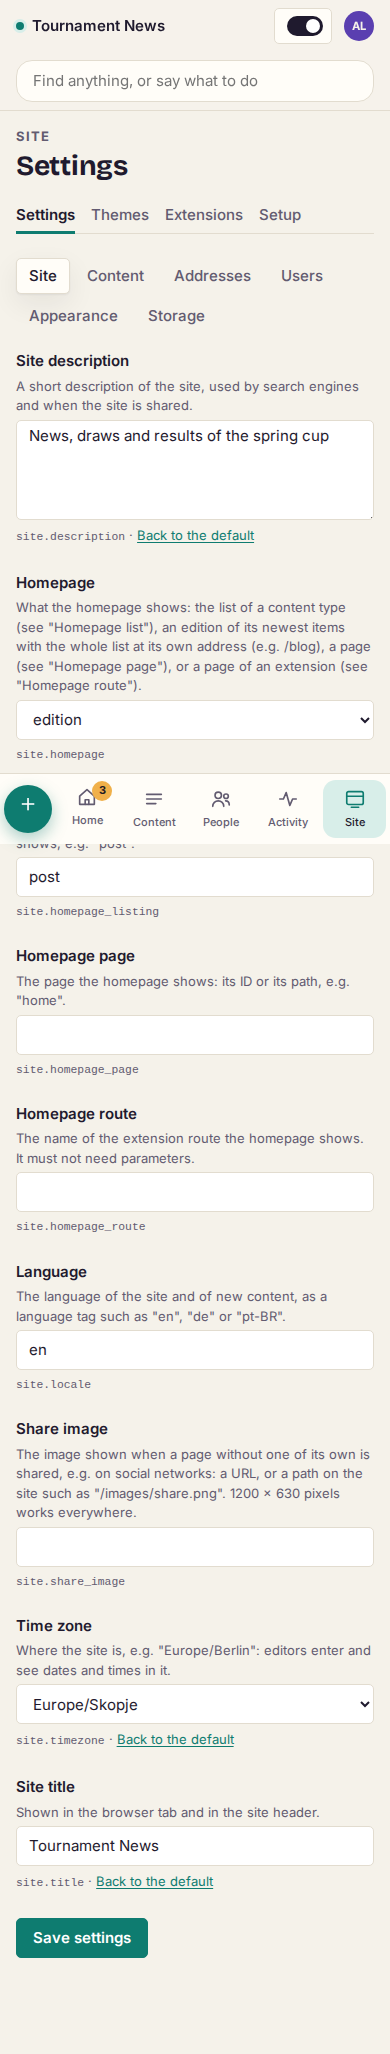 Tournament News
AL
Find anything, or say what to do
SITE
Settings
Settings Themes Extensions Setup
Site Content Addresses Users
Appearance Storage
Site description
A short description of the site, used by search engines
and when the site is shared.
News, draws and results of the spring cup
site.description · Back to the default
Homepage
What the homepage shows: the list of a content type
(see "Homepage list"), an edition of its newest items
with the whole list at its own address (e.g. /blog), a page
(see "Homepage page"), or a page of an extension (see
"Homepage route").
edition
site.homepage
+
3
Home Content People Activity Site
shows, e.g. "post".
post
site.homepage_listing
Homepage page
The page the homepage shows: its ID or its path, e.g.
"home".
site.homepage_page
Homepage route
The name of the extension route the homepage shows.
It must not need parameters.
site.homepage_route
Language
The language of the site and of new content, as a
language tag such as "en", "de" or "pt-BR".
en
site.locale
Share image
The image shown when a page without one of its own is
shared, e.g. on social networks: a URL, or a path on the
site such as "/images/share.png". 1200 × 630 pixels
works everywhere.
site.share_image
Time zone
Where the site is, e.g. "Europe/Berlin": editors enter and
see dates and times in it.
Europe/Skopje
site.timezone · Back to the default
Site title
Shown in the browser tab and in the site header.
Tournament News
site.title · Back to the default
Save settings